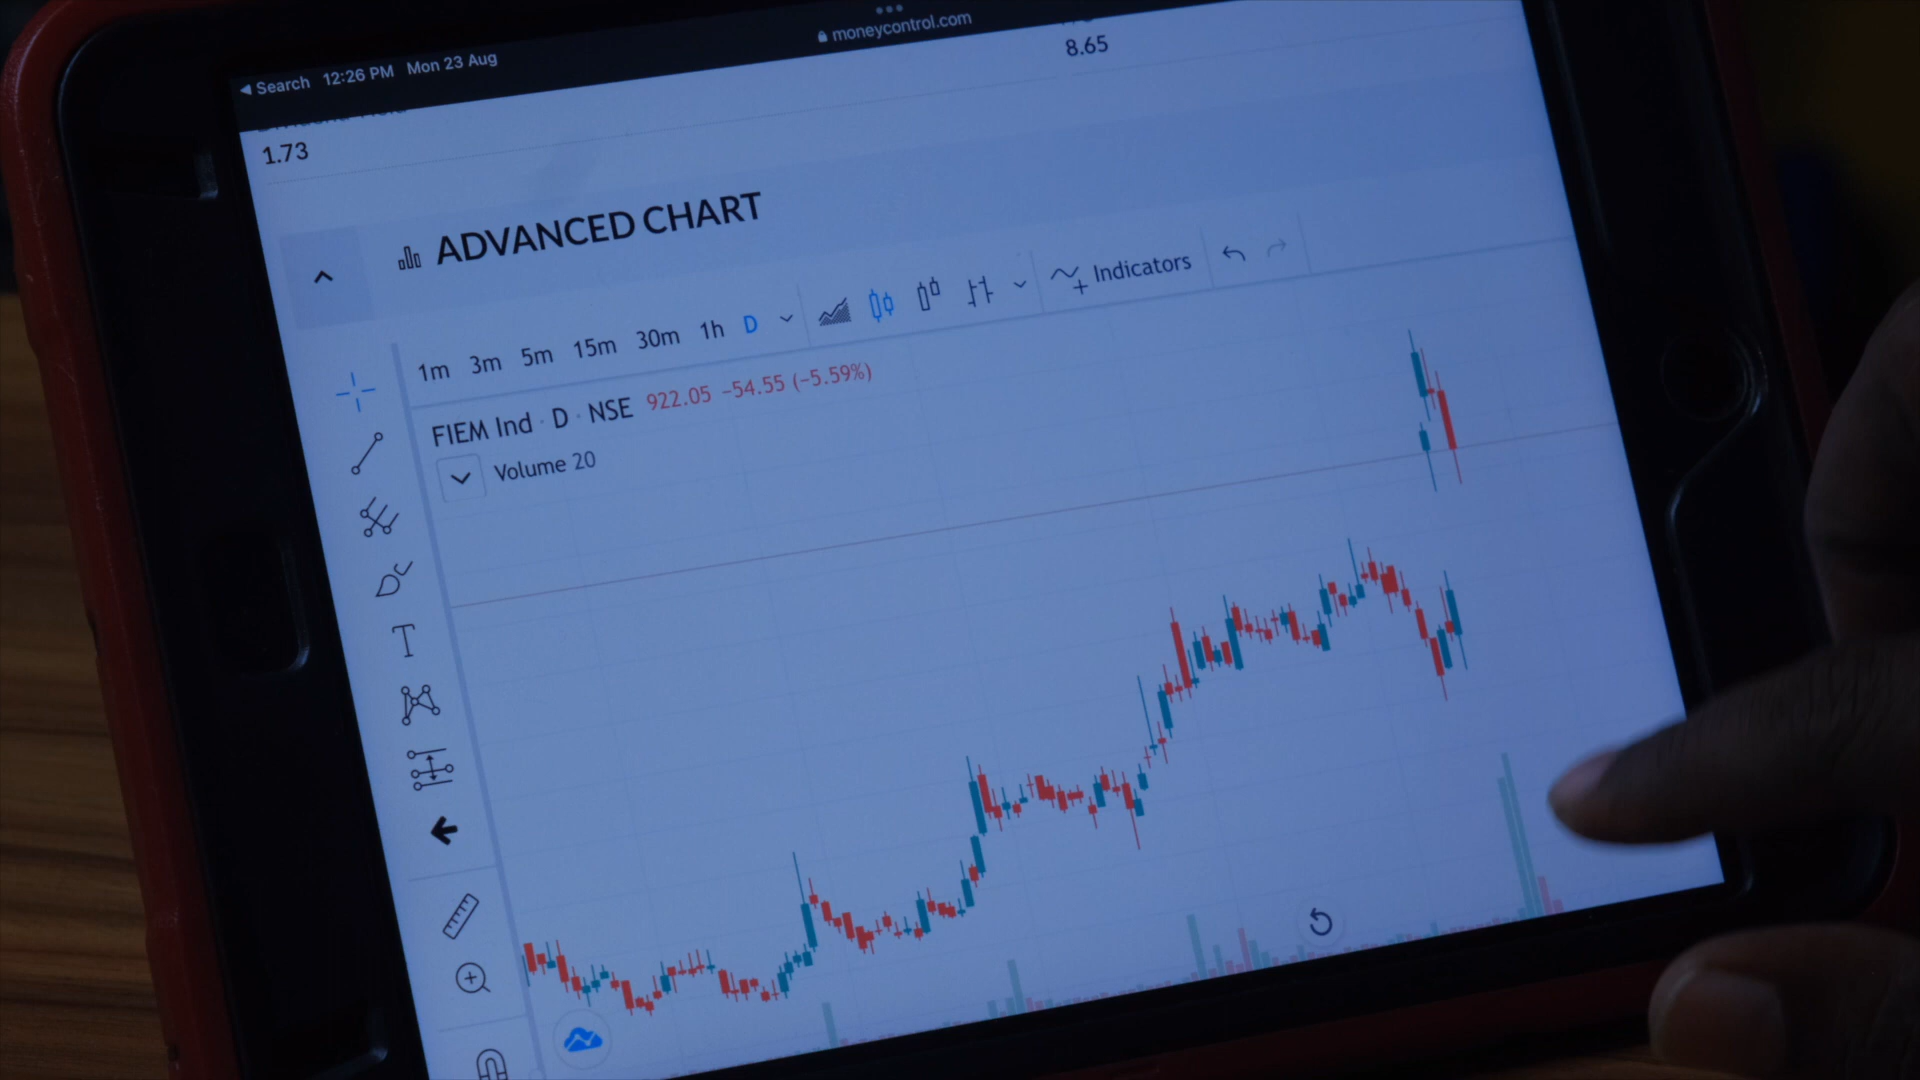 ◀ Search 12:26 PM Mon 23 Aug
moneycontrol.com
8.65
1.73
ADVANCED CHART
1m 3m 5m 15m 30m 1h D Indicators
FIEM Ind · D · NSE 922.05 −54.55 (−5.59%)
Volume 20
T